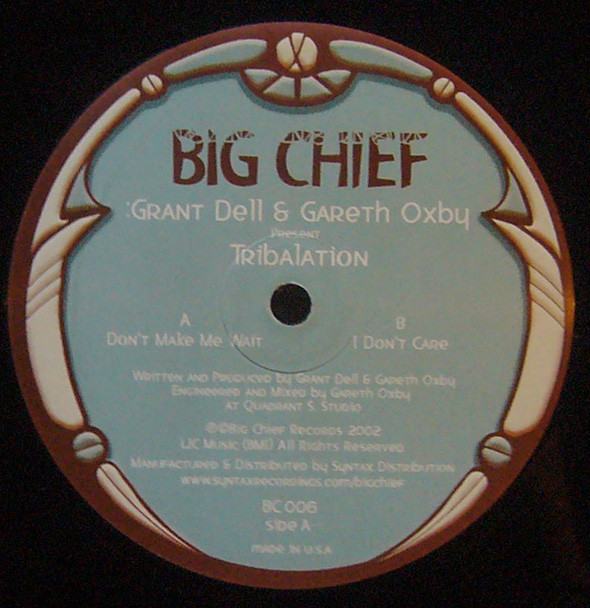 BIG CHIEF
:Grant Dell & Gareth Oxby
Present
Tribalation
A
Don't Make Me Wait
B
I Don't Care
Written and Produced by Grant Dell & Gareth Oxby
Engineered and Mixed by Gareth Oxby
at Quadrant S. Studio
©℗Big Chief Records 2002
LJC Music (BMI) All Rights Reserved
Manufactured & Distributed by Syntax Distribution
www.syntaxrecordings.com/bigchief
BC 006
side A
made in U.S.A